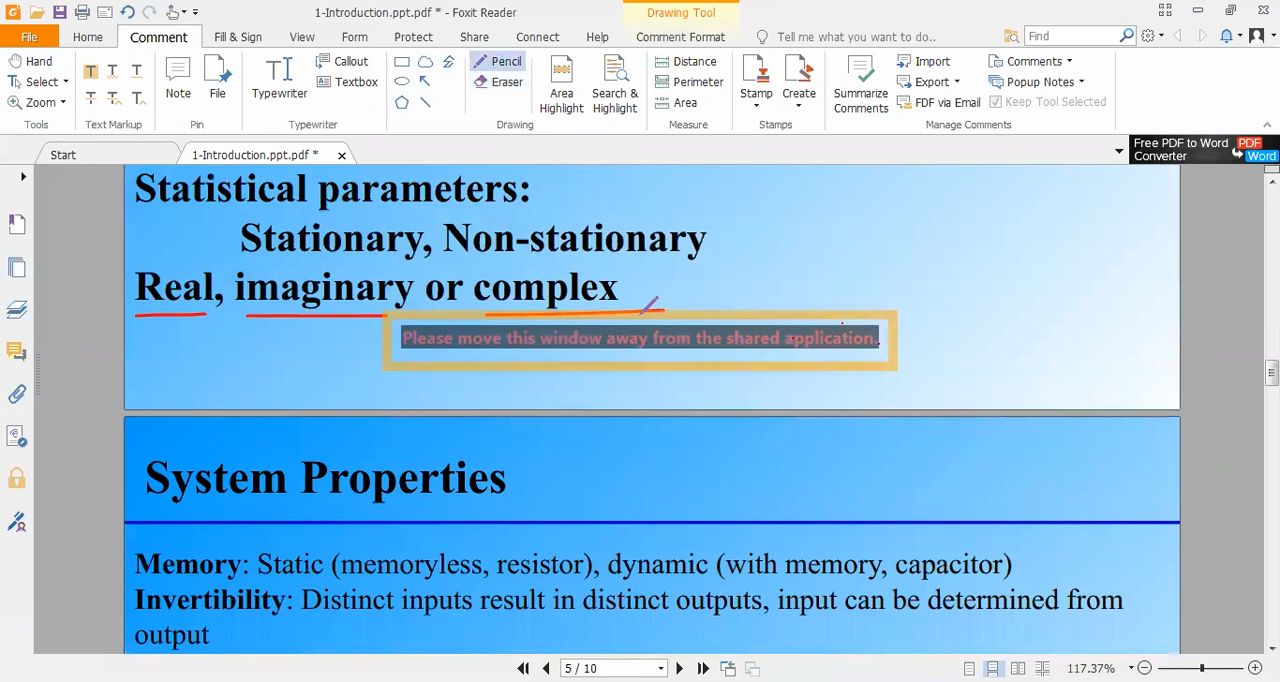 1-Introduction.ppt.pdf * - Foxit Reader
Drawing Tool
File Home Comment Fill & Sign View Form Protect Share Connect Help Comment Format Tell me what you want to do.. Find
Hand
Select
Zoom
Tools
T T T
T T T
Text Markup
Note
File
Pin
Typewriter
Callout
Textbox
Typewriter
Pencil
Eraser
Area Highlight
Search & Highlight
Drawing
Distance
Perimeter
Area
Measure
Stamp
Create
Stamps
Summarize Comments
Import
Export
FDF via Email
Comments
Popup Notes
Keep Tool Selected
Manage Comments
Start
1-Introduction.ppt.pdf *
Free PDF to Word Converter
PDF
Word
Statistical parameters:
Stationary, Non-stationary
Real, imaginary or complex
Please move this window away from the shared application.
System Properties
Memory: Static (memoryless, resistor), dynamic (with memory, capacitor)
Invertibility: Distinct inputs result in distinct outputs, input can be determined from
output
5 / 10
117.37%